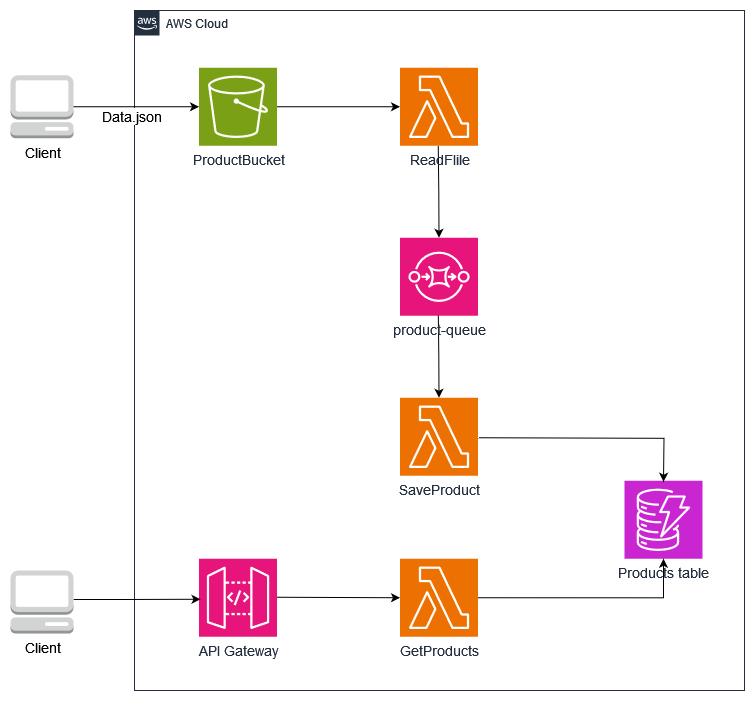 aws
AWS Cloud
Data.json
Client
ProductBucket
ReadFlile
product-queue
SaveProduct
Products table
Client
API Gateway
GetProducts